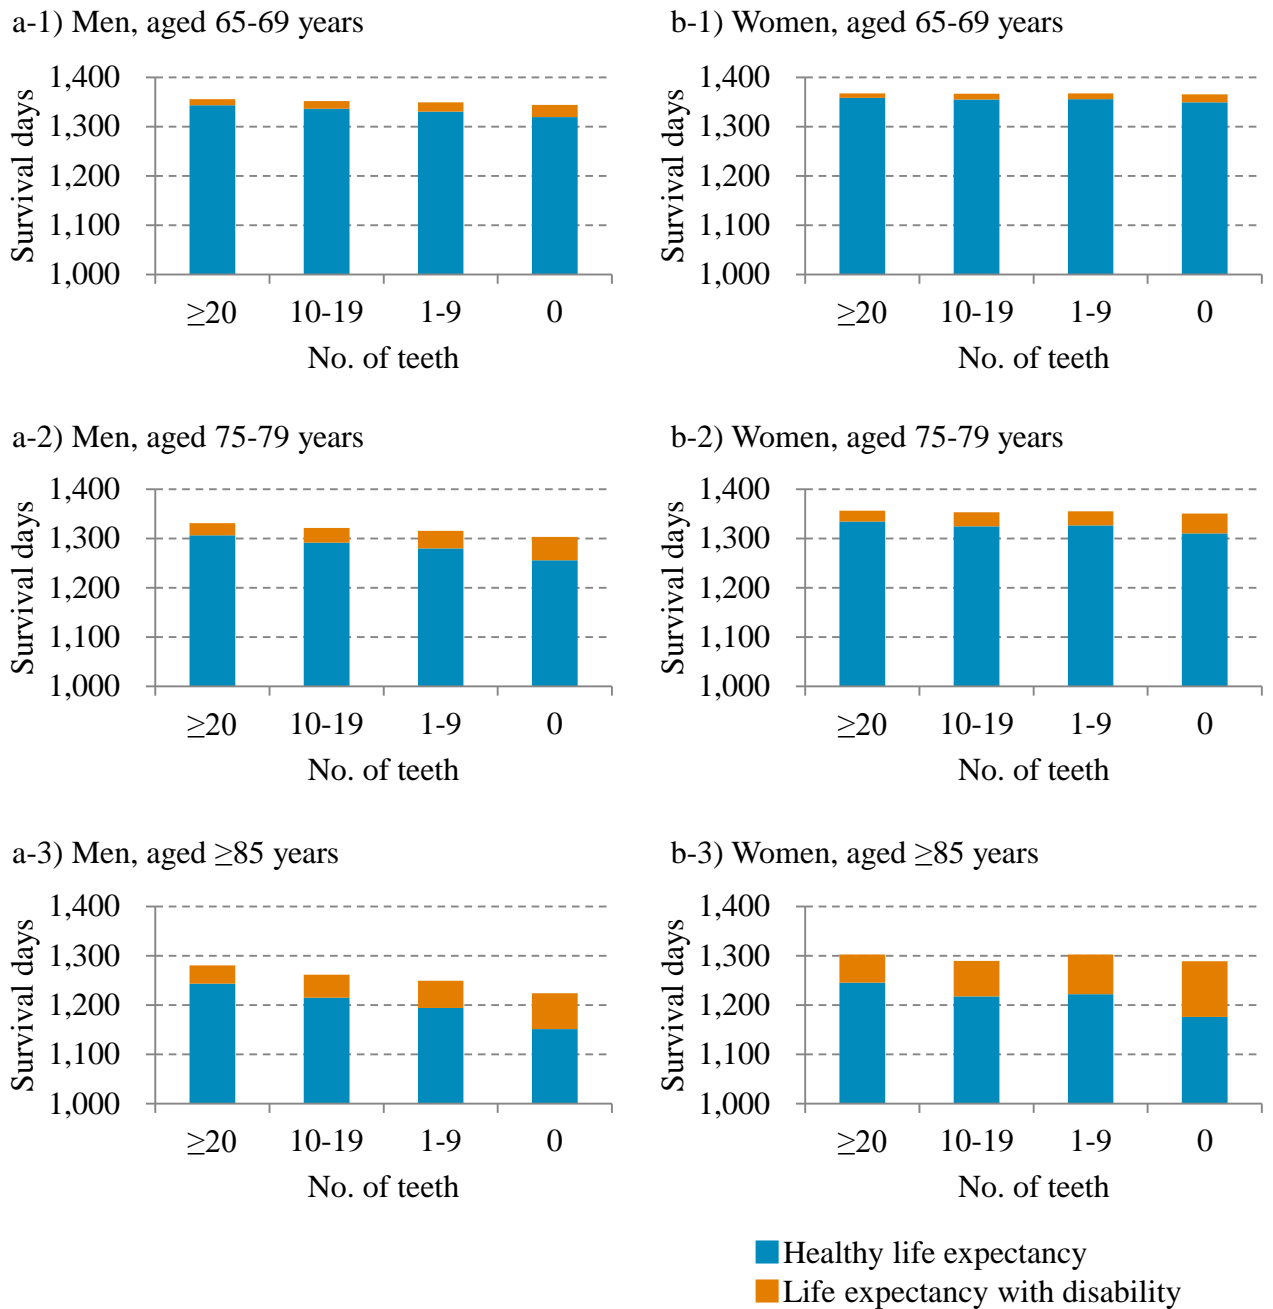 a-1) Men, aged 65-69 years
Survival days
1,400
1,300
1,200
1,100
1,000
≥20 10-19 1-9 0
No. of teeth
b-1) Women, aged 65-69 years
Survival days
1,400
1,300
1,200
1,100
1,000
≥20 10-19 1-9 0
No. of teeth
a-2) Men, aged 75-79 years
Survival days
1,400
1,300
1,200
1,100
1,000
≥20 10-19 1-9 0
No. of teeth
b-2) Women, aged 75-79 years
Survival days
1,400
1,300
1,200
1,100
1,000
≥20 10-19 1-9 0
No. of teeth
a-3) Men, aged ≥85 years
Survival days
1,400
1,300
1,200
1,100
1,000
≥20 10-19 1-9 0
No. of teeth
b-3) Women, aged ≥85 years
Survival days
1,400
1,300
1,200
1,100
1,000
≥20 10-19 1-9 0
No. of teeth
Healthy life expectancy
Life expectancy with disability